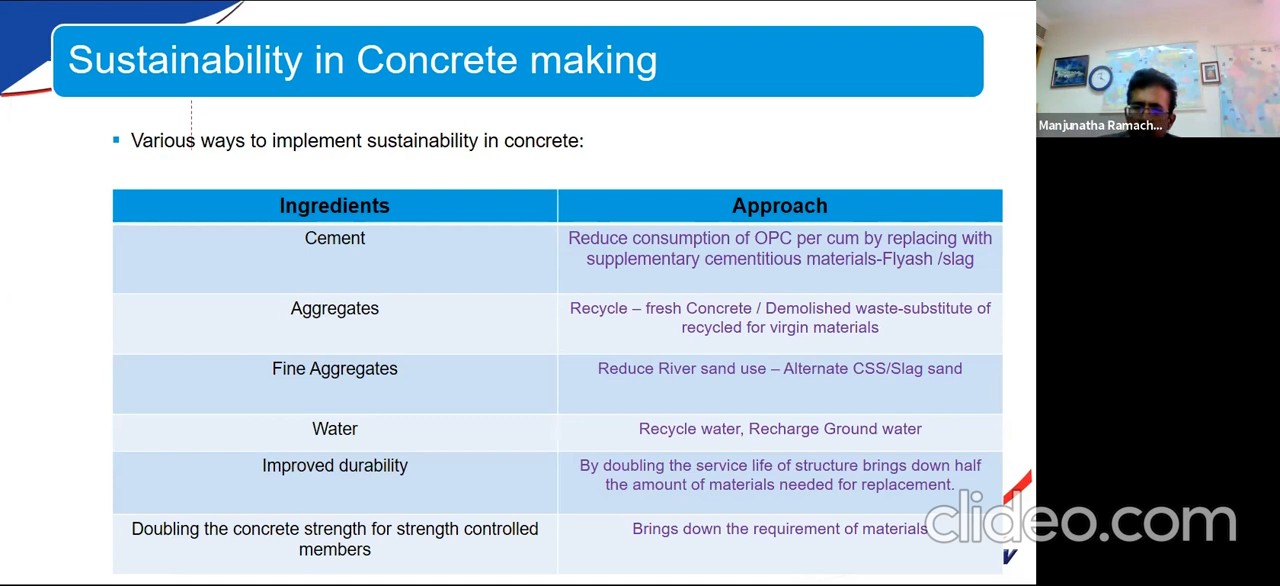 Sustainability in Concrete making
Various ways to implement sustainability in concrete:
Ingredients
Approach
Cement
Reduce consumption of OPC per cum by replacing with
supplementary cementitious materials-Flyash /slag
Aggregates
Recycle – fresh Concrete / Demolished waste-substitute of
recycled for virgin materials
Fine Aggregates
Reduce River sand use – Alternate CSS/Slag sand
Water
Recycle water, Recharge Ground water
Improved durability
By doubling the service life of structure brings down half
the amount of materials needed for replacement.
Doubling the concrete strength for strength controlled
members
Brings down the requirement of materials
Manjunatha Ramach...
clideo.com